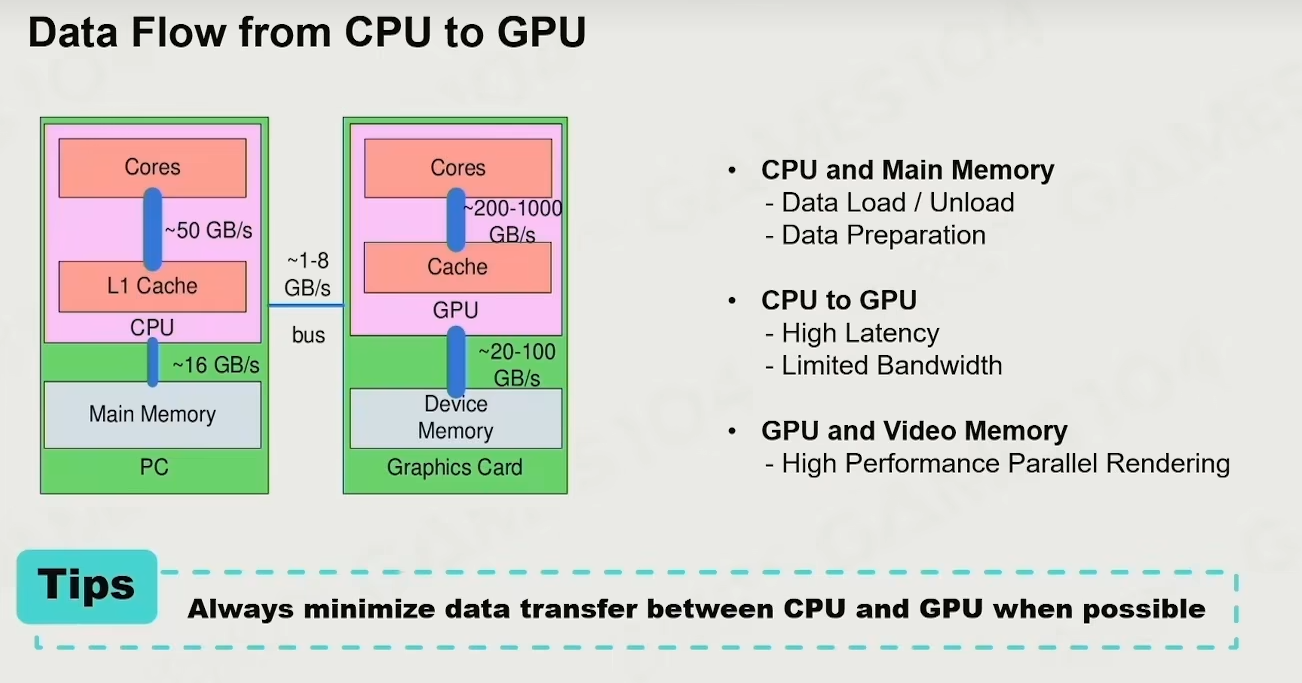 Data Flow from CPU to GPU
Cores
~50 GB/s
L1 Cache
CPU
~16 GB/s
Main Memory
PC
~1-8
GB/s
bus
Cores
~200-1000
GB/s
Cache
GPU
~20-100
GB/s
Device
Memory
Graphics Card
• CPU and Main Memory
- Data Load / Unload
- Data Preparation
• CPU to GPU
- High Latency
- Limited Bandwidth
• GPU and Video Memory
- High Performance Parallel Rendering
Tips
Always minimize data transfer between CPU and GPU when possible
GAMES104